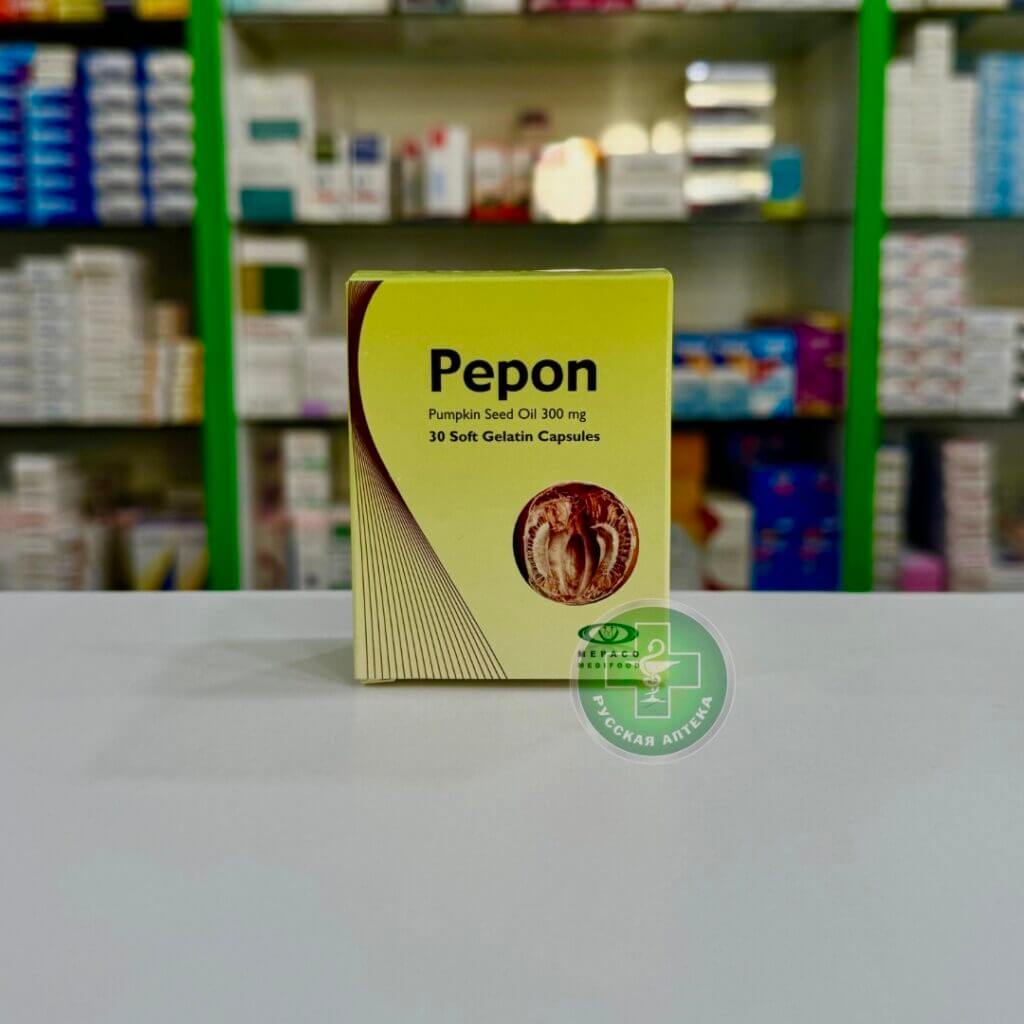 Pepon
Pumpkin Seed Oil 300 mg
30 Soft Gelatin Capsules
MEPACO
MEDIFOOD
РУССКАЯ АПТЕКА